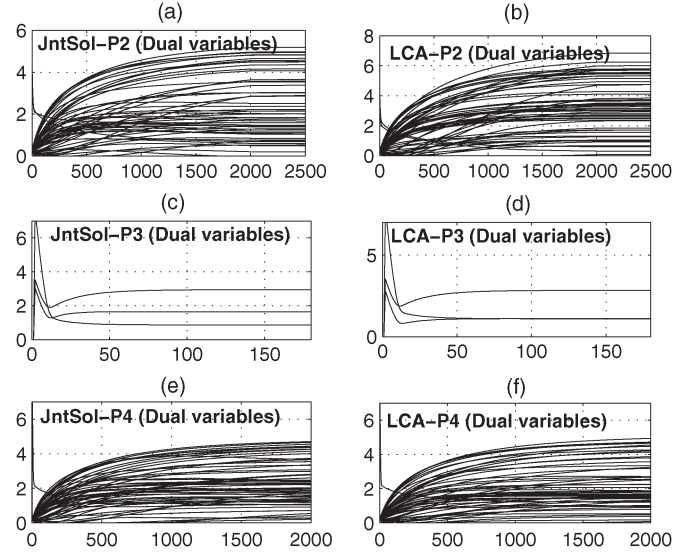 (a)
JntSol–P2 (Dual variables)
6
4
2
0
0 500 1000 1500 2000 2500
(b)
LCA–P2 (Dual variables)
8
6
4
2
0
0 500 1000 1500 2000 2500
(c)
JntSol–P3 (Dual variables)
6
4
2
0
0 50 100 150
(d)
LCA–P3 (Dual variables)
5
0
0 50 100 150
(e)
JntSol–P4 (Dual variables)
6
4
2
0
0 500 1000 1500 2000
(f)
LCA–P4 (Dual variables)
6
4
2
0
0 500 1000 1500 2000